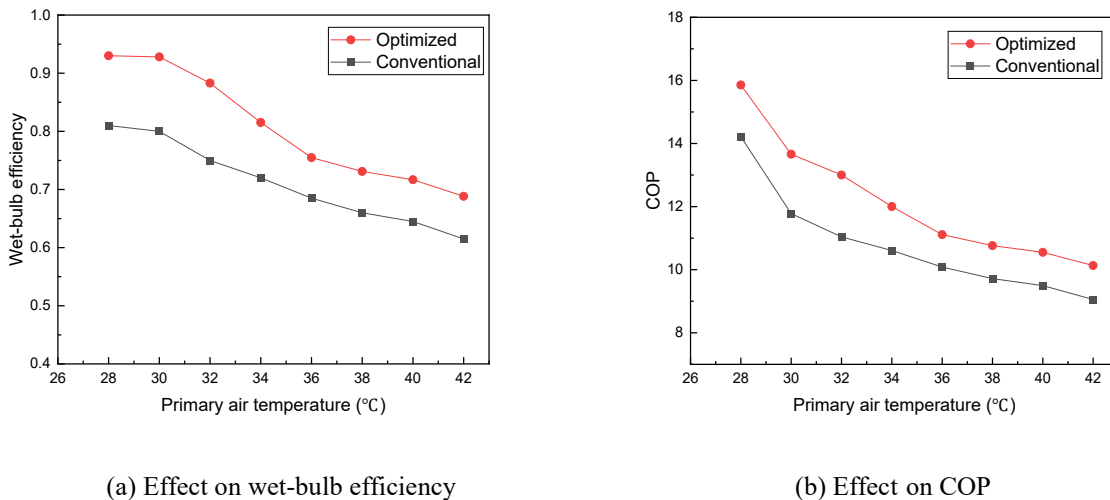 1.0
0.9
0.8
0.7
0.6
0.5
0.4
Wet-bulb efficiency
Optimized
Conventional
26 28 30 32 34 36 38 40 42
Primary air temperature (℃)
(a) Effect on wet-bulb efficiency
18
16
14
12
10
8
COP
Optimized
Conventional
26 28 30 32 34 36 38 40 42
Primary air temperature (℃)
(b) Effect on COP